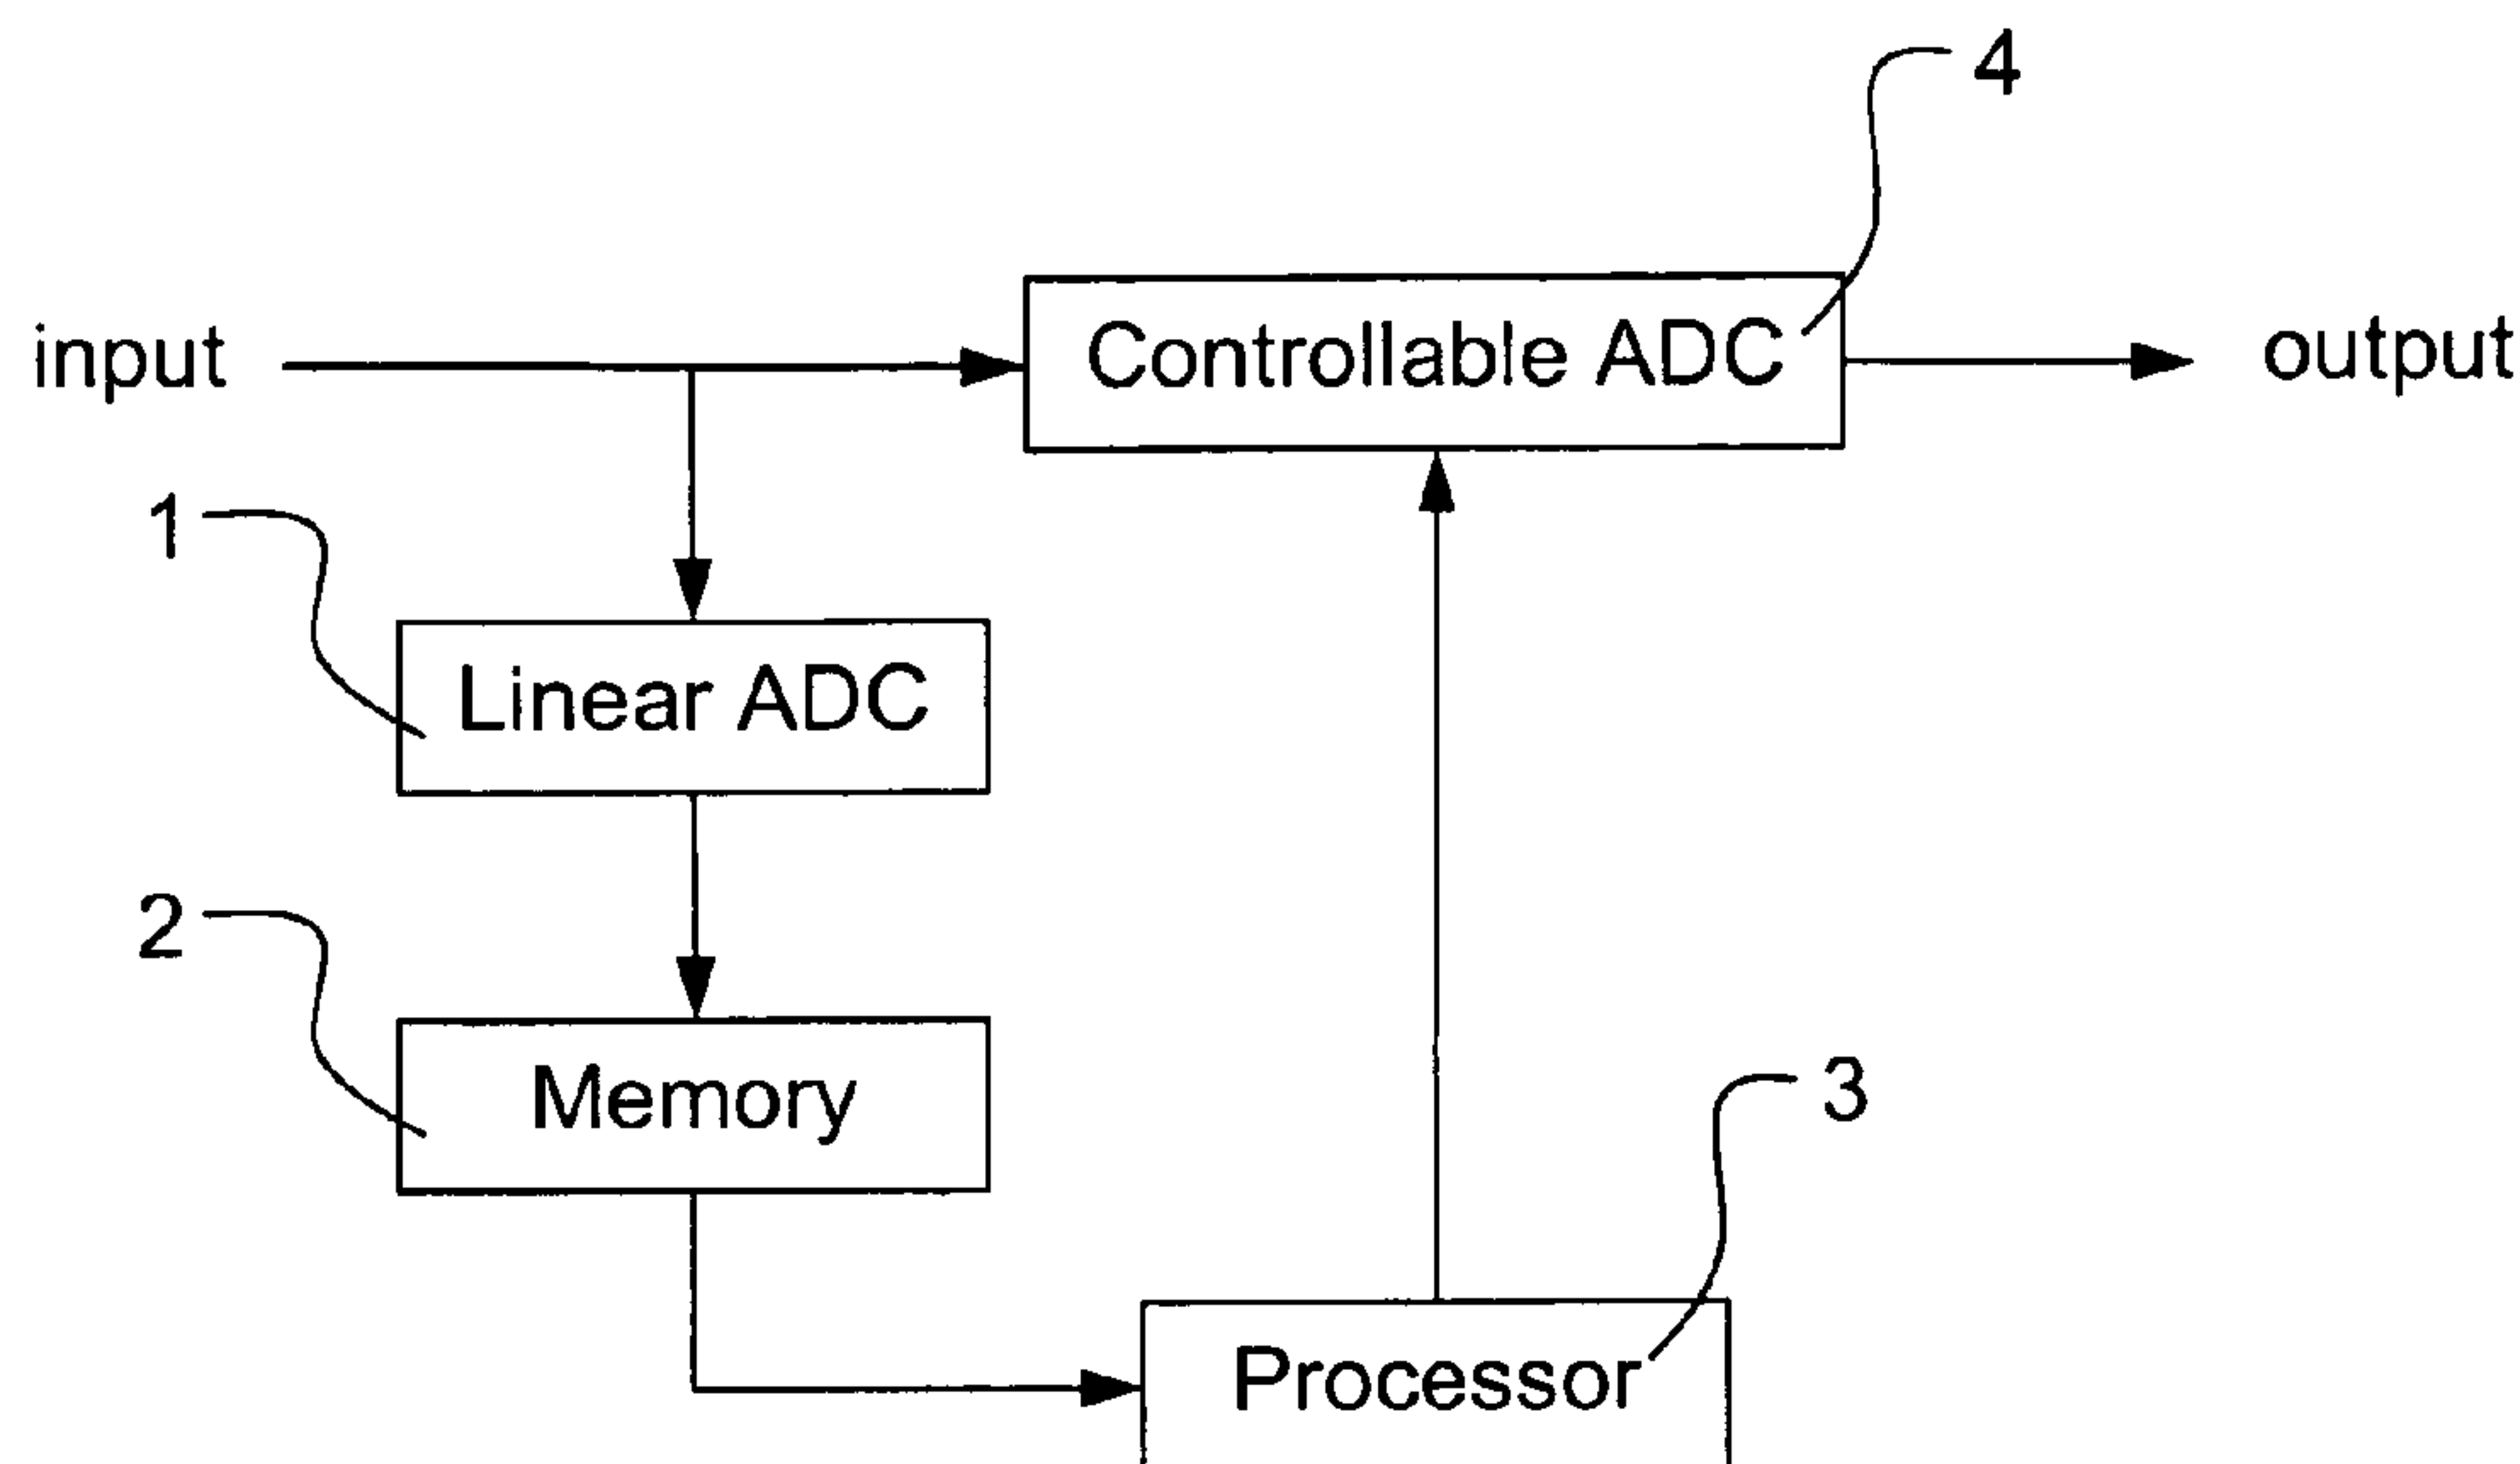 4
input
Controllable ADC
output
1
Linear ADC
2
Memory
3
Processor